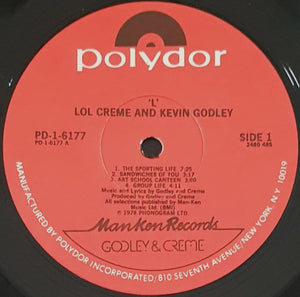 polydor
'L'
LOL CREME AND KEVIN GODLEY
PD-1-6177
PD-1-6177 A
SIDE 1
2480 485
1. THE SPORTING LIFE 7:05
2. SANDWICHES OF YOU 3:17
3. ART SCHOOL CANTEEN 3:05
4. GROUP LIFE 4:11
Music and Lyrics by Godley and Creme
Produced by Godley and Creme
All selections published by Man-Ken
Music Ltd. (BMI)
℗ 1978 PHONOGRAM LTD
ManKen Records
GODLEY & CREME
MANUFACTURED BY POLYDOR INCORPORATED/810 SEVENTH AVENUE/NEW YORK, N.Y. 10019